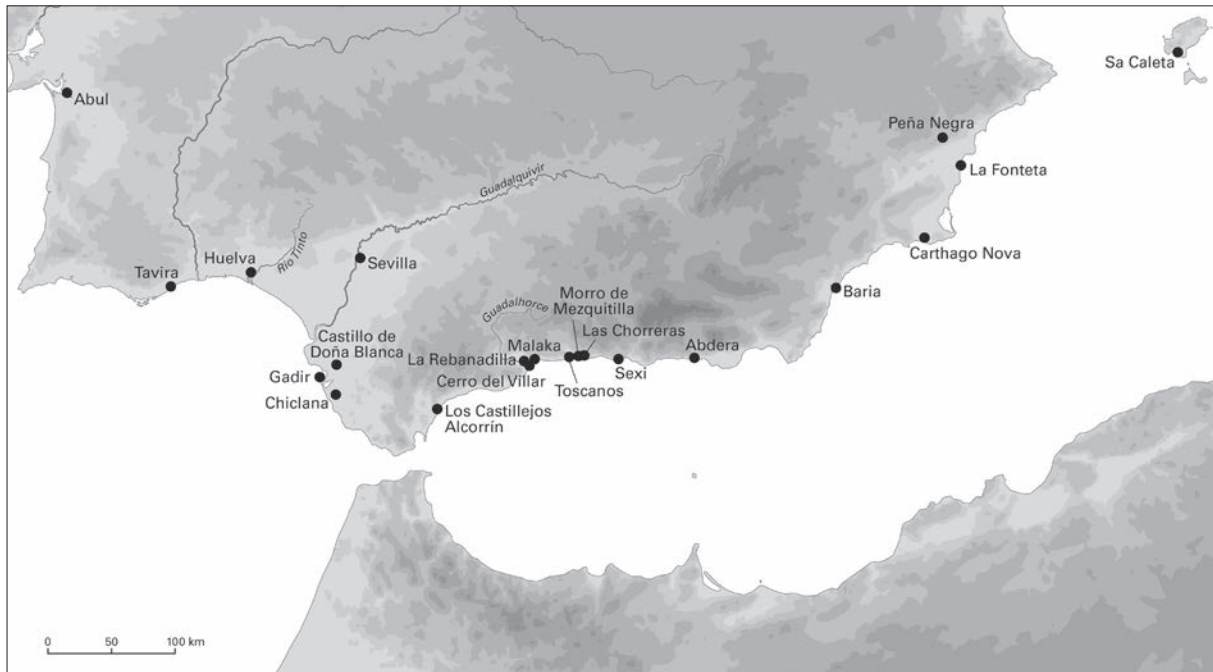 Sa Caleta
Abul
Peña Negra
La Fonteta
Guadalquivir
Carthago Nova
Huelva
Río Tinto
Sevilla
Tavira
Baria
Morro de
Mezquitilla
Guadalhorce
Las Chorreras
Castillo de
Doña Blanca
Malaka
Abdera
La Rebanadilla
Sexi
Gadir
Cerro del Villar
Toscanos
Chiclana
Los Castillejos
Alcorrín
0 50 100 km